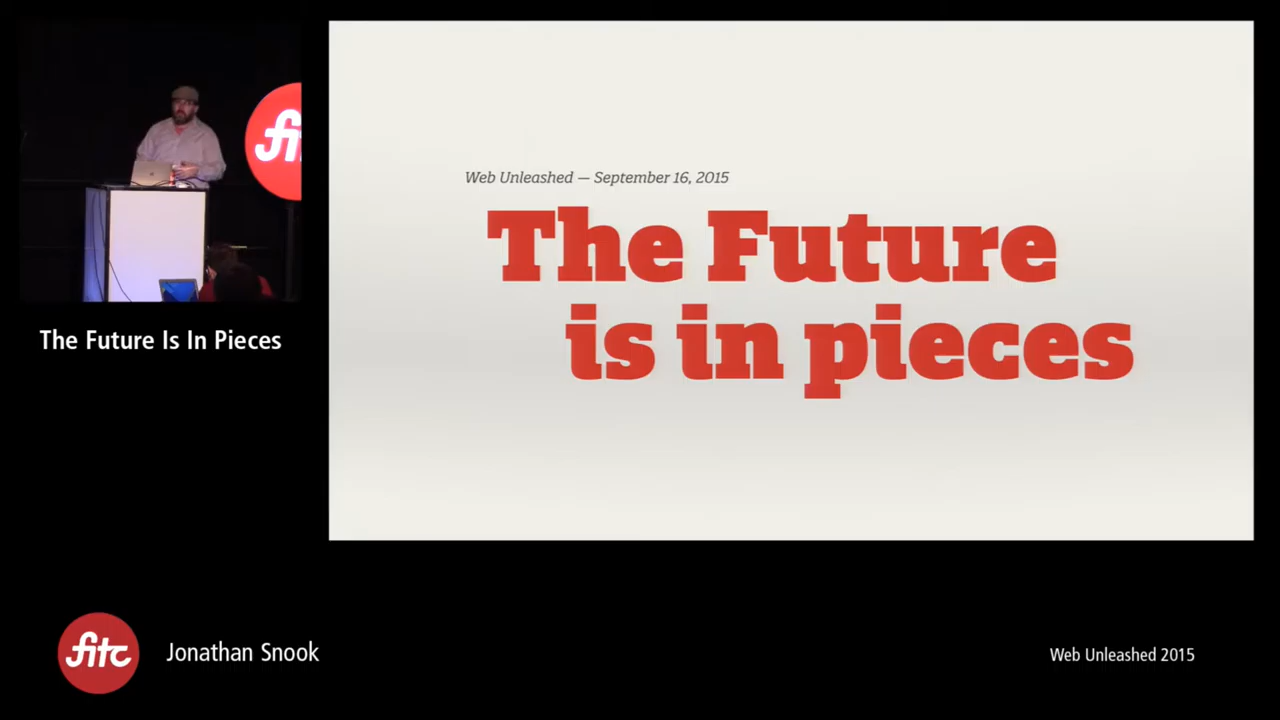 Web Unleashed — September 16, 2015
The Future
is in pieces
The Future Is In Pieces
fitc
Jonathan Snook
Web Unleashed 2015